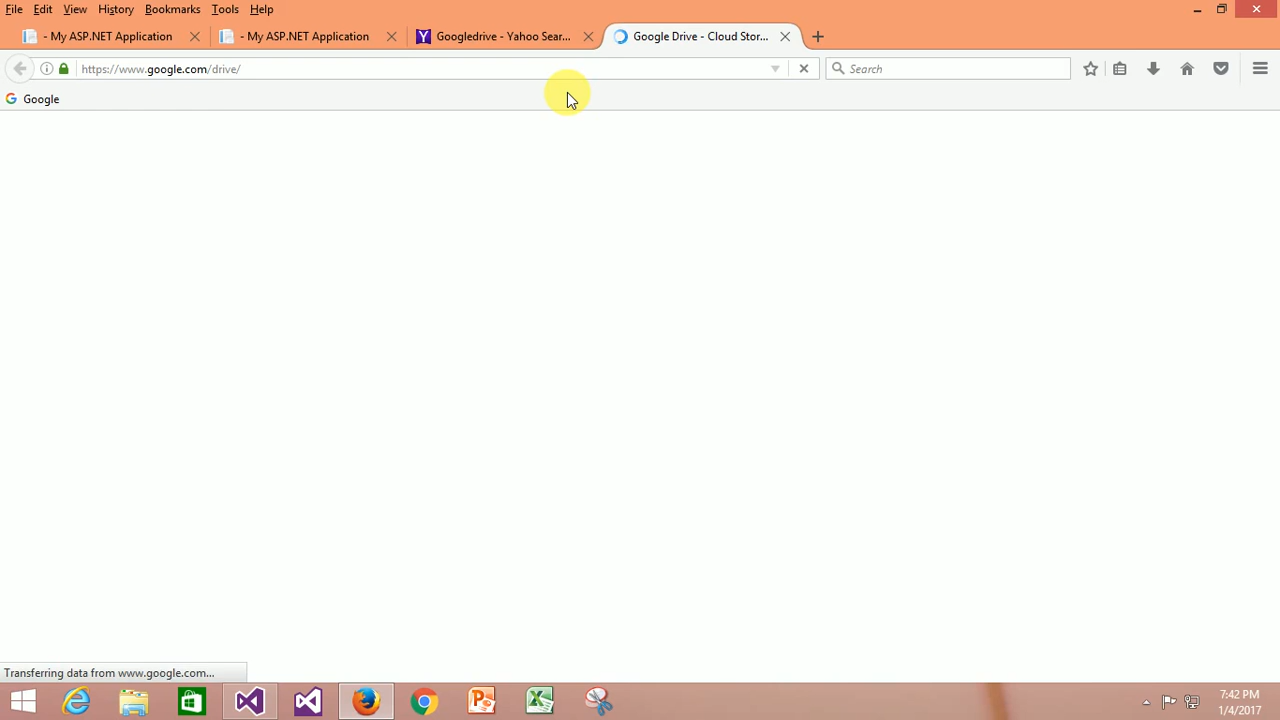 File Edit View History Bookmarks Tools Help
- My ASP.NET Application - My ASP.NET Application Googledrive - Yahoo Sear... Google Drive - Cloud Stor...
https://www.google.com/drive/ Search
Google
Transferring data from www.google.com...
7:42 PM
1/4/2017